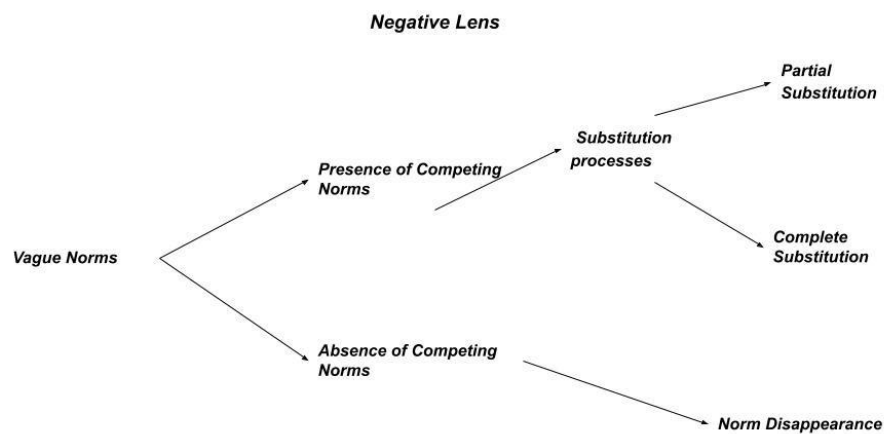 Negative Lens
Partial
Substitution
Substitution
processes
Presence of Competing
Norms
Vague Norms
Complete
Substitution
Absence of Competing
Norms
Norm Disappearance